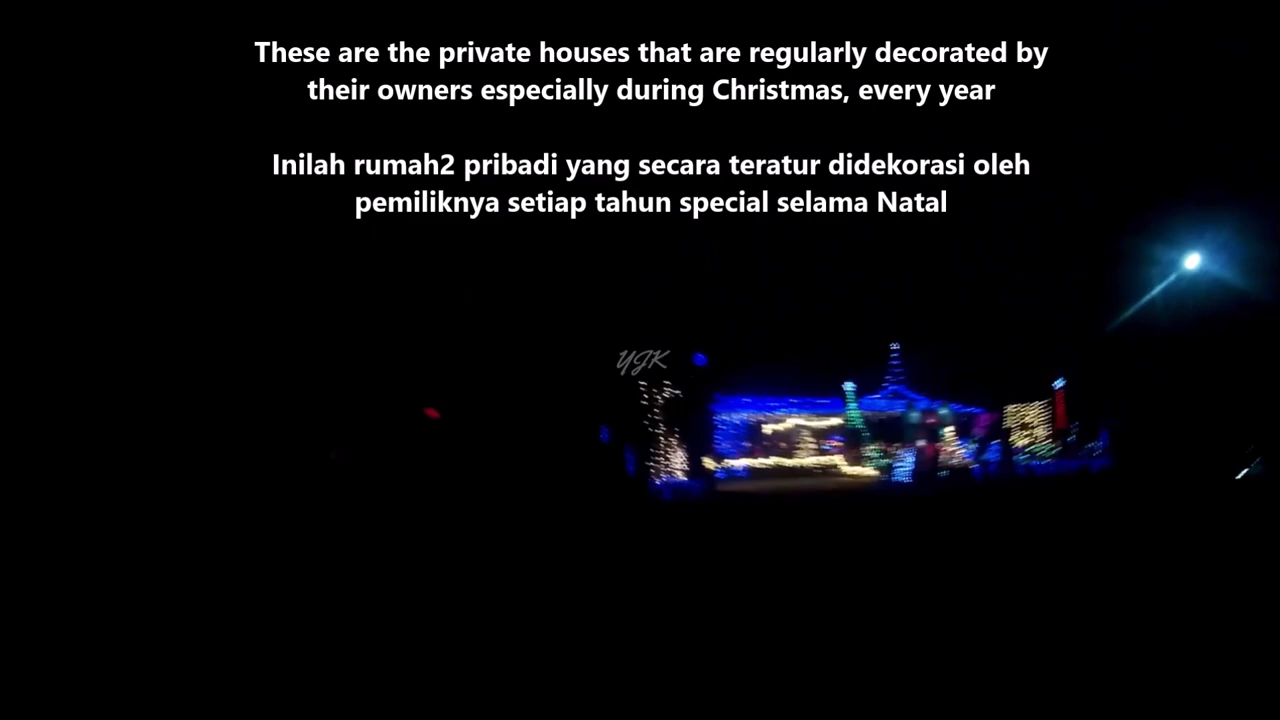 These are the private houses that are regularly decorated by
their owners especially during Christmas, every year
Inilah rumah2 pribadi yang secara teratur didekorasi oleh
pemiliknya setiap tahun special selama Natal
YJK